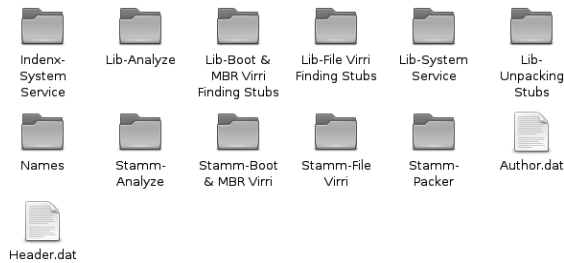 Indenx-
System
Service
Lib-Analyze
Lib-Boot &
MBR Virri
Finding Stubs
Lib-File Virri
Finding Stubs
Lib-System
Service
Lib-
Unpacking
Stubs
Names
Stamm-
Analyze
Stamm-Boot
& MBR Virri
Stamm-File
Virri
Stamm-
Packer
Author.dat
Header.dat